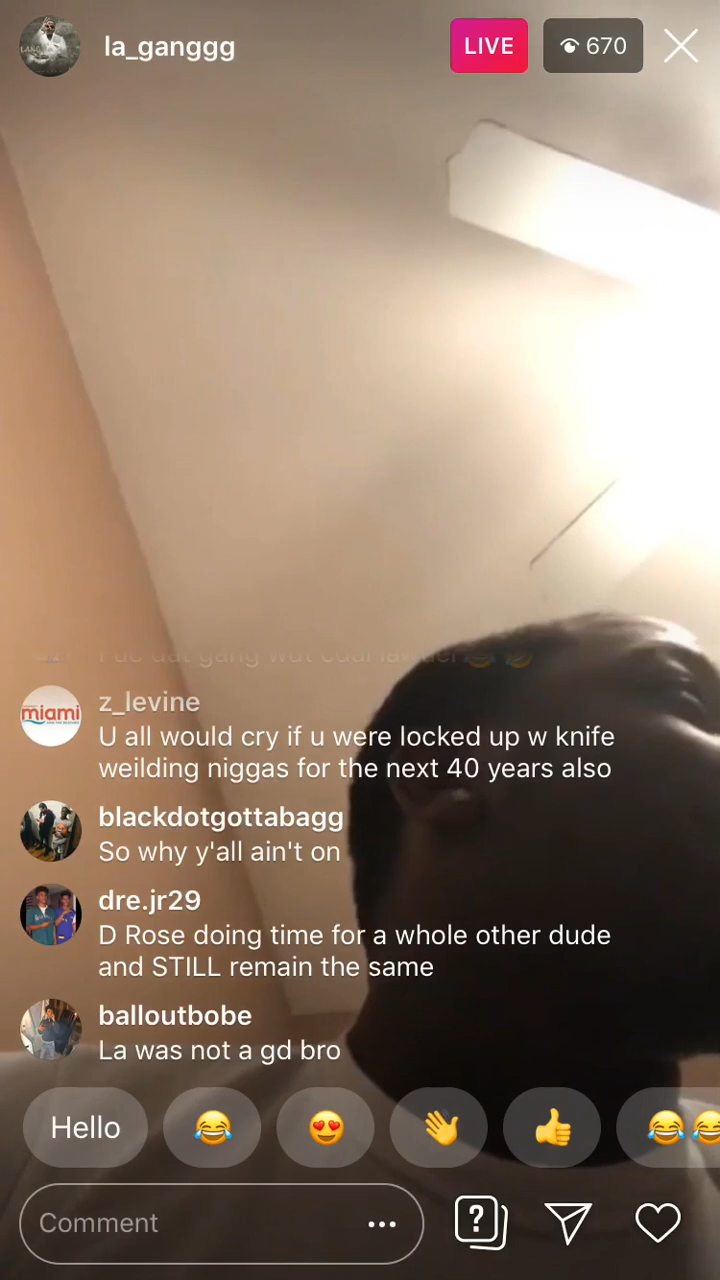 la_ganggg
LIVE
670
z_levine
U all would cry if u were locked up w knife
weilding niggas for the next 40 years also
blackdotgottabagg
So why y'all ain't on
dre.jr29
D Rose doing time for a whole other dude
and STILL remain the same
balloutbobe
La was not a gd bro
Hello
Comment
miami